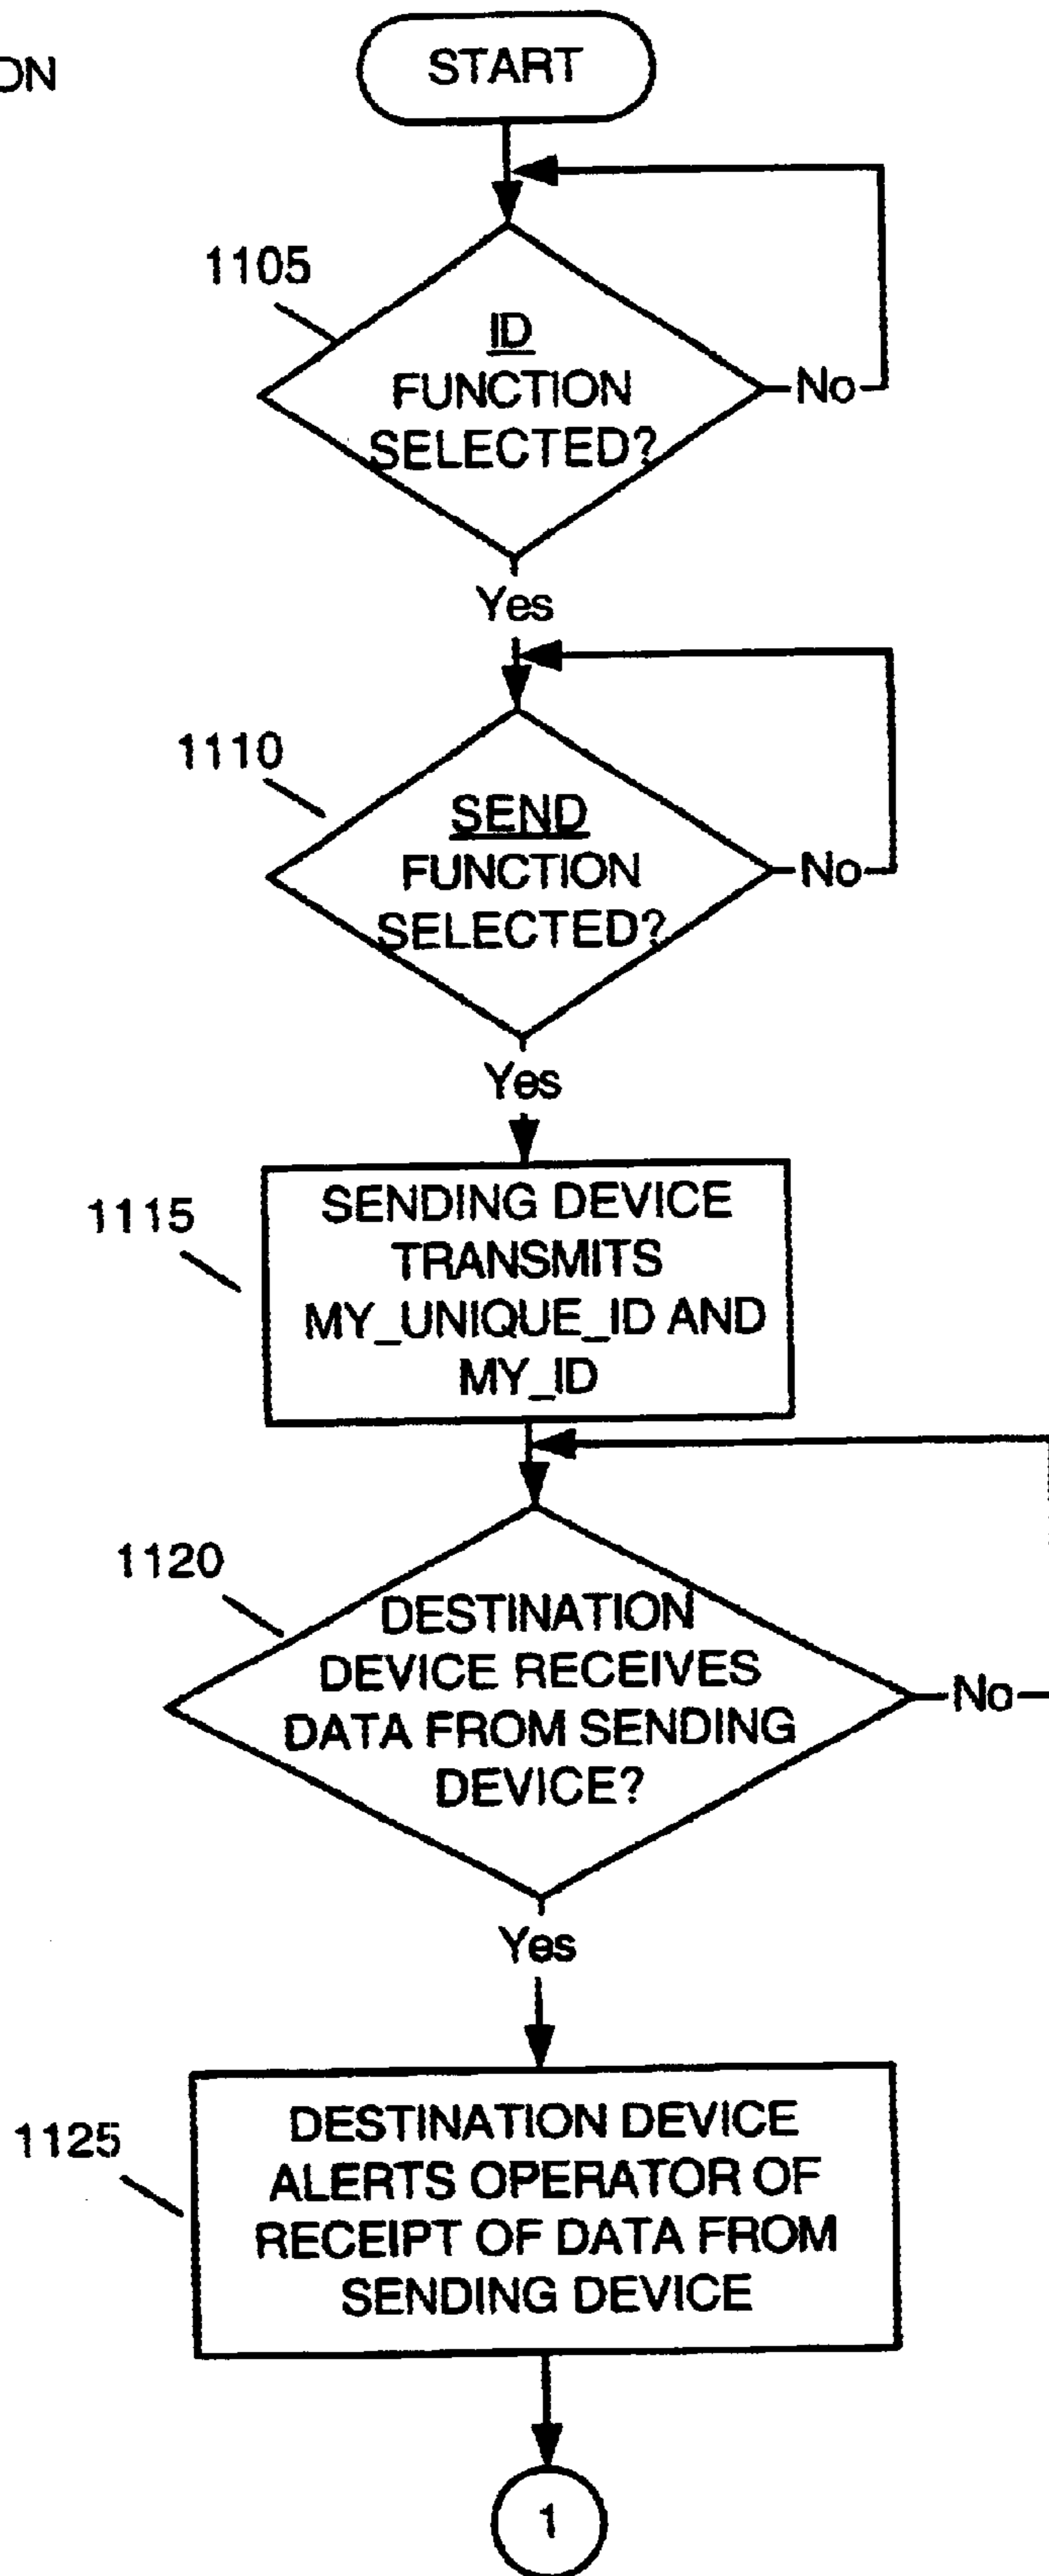 ON
START
1105
ID
FUNCTION
SELECTED?
No
Yes
1110
SEND
FUNCTION
SELECTED?
No
Yes
1115
SENDING DEVICE
TRANSMITS
MY_UNIQUE_ID AND
MY_ID
1120
DESTINATION
DEVICE RECEIVES
DATA FROM SENDING
DEVICE?
No
Yes
1125
DESTINATION DEVICE
ALERTS OPERATOR OF
RECEIPT OF DATA FROM
SENDING DEVICE
1